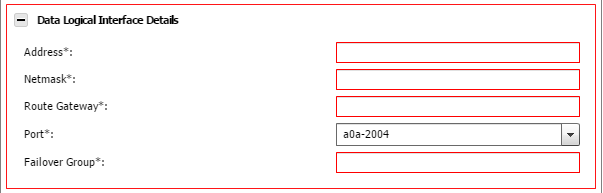 Data Logical Interface Details
Address*:
Netmask*:
Route Gateway*:
Port*: a0a-2004
Failover Group*: